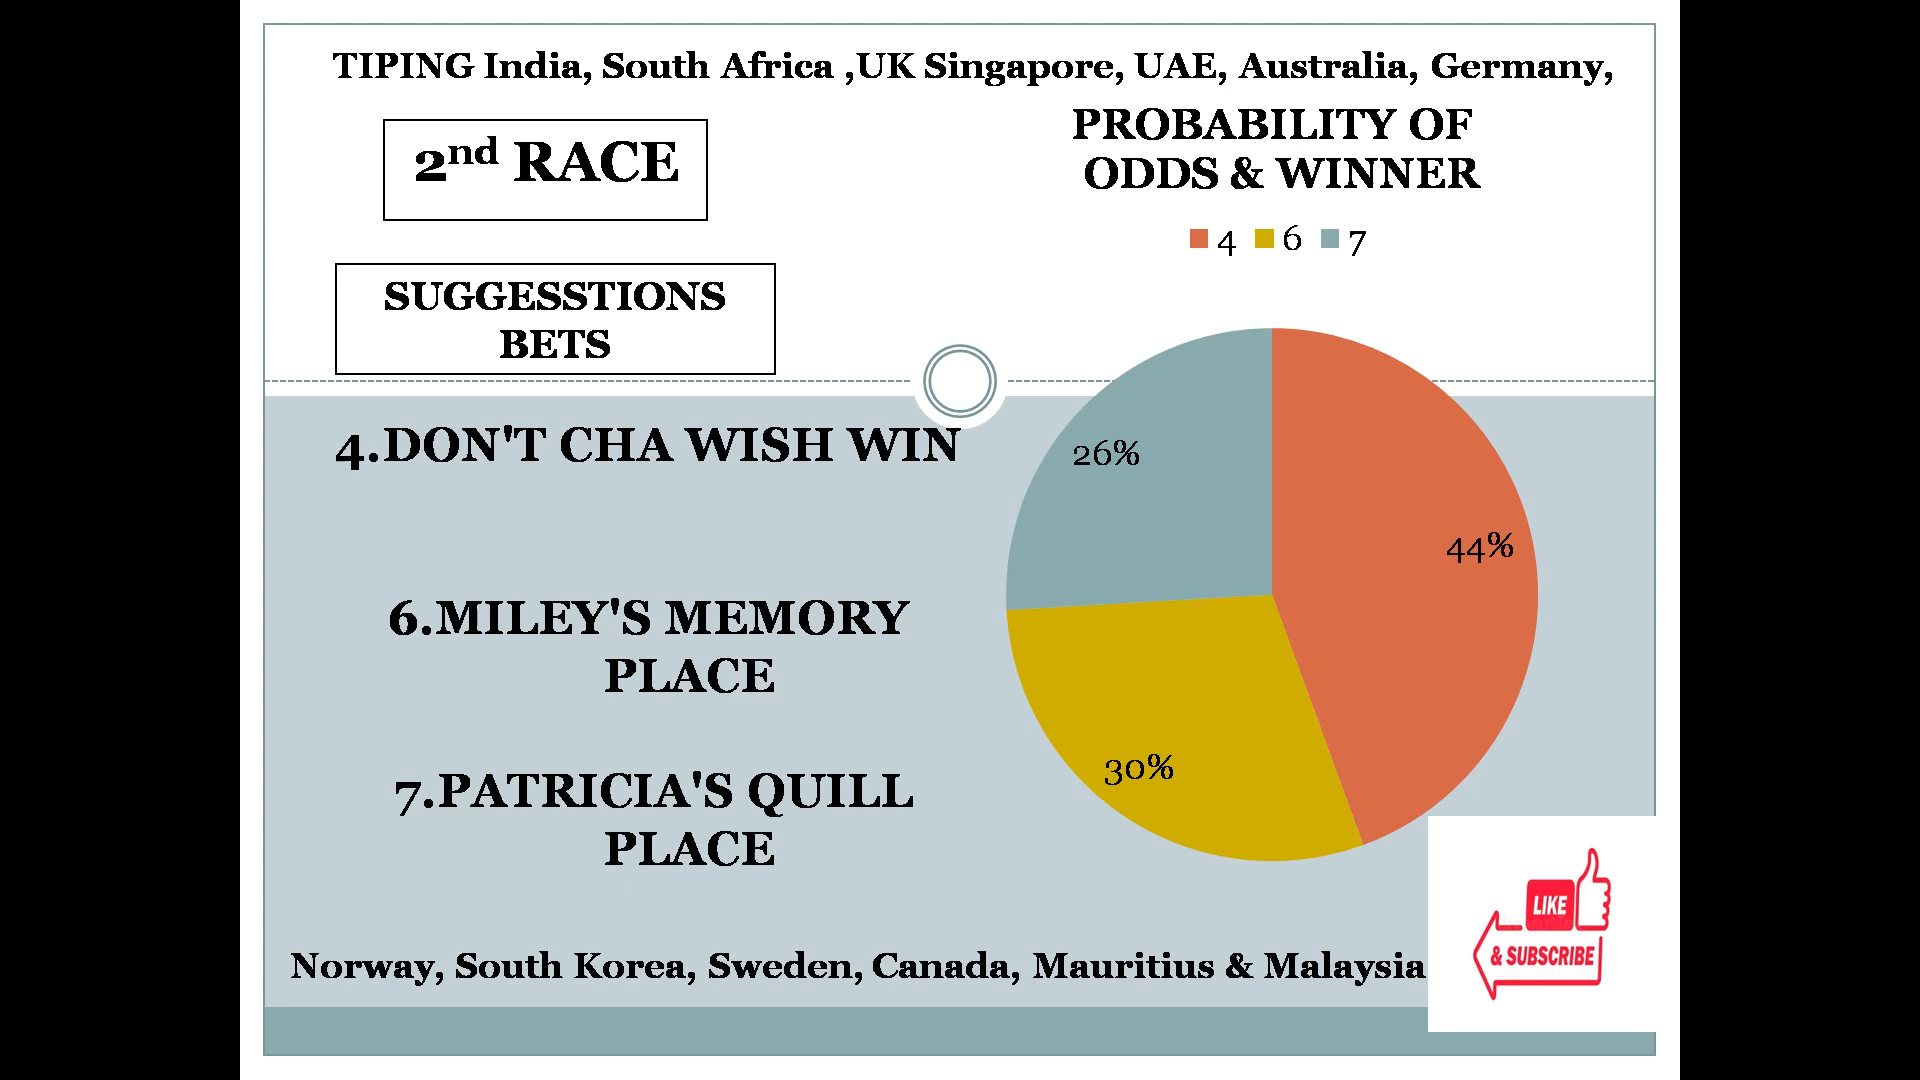 TIPING India, South Africa ,UK Singapore, UAE, Australia, Germany,
2nd RACE
PROBABILITY OF
ODDS & WINNER
4 6 7
SUGGESSTIONS
BETS
4.DON'T CHA WISH WIN
6.MILEY'S MEMORY
PLACE
7.PATRICIA'S QUILL
PLACE
26%
44%
30%
LIKE
& SUBSCRIBE
Norway, South Korea, Sweden, Canada, Mauritius & Malaysia